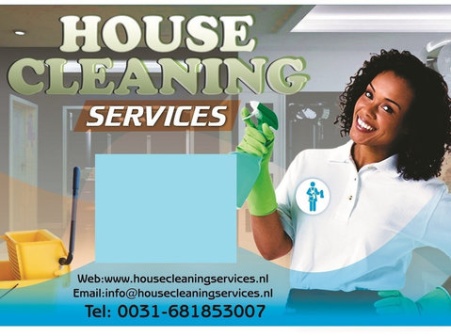 HOUSE
CLEANING
SERVICES
Web:www.housecleaningservices.nl
Email:info@housecleaningservices.nl
Tel: 0031-681853007